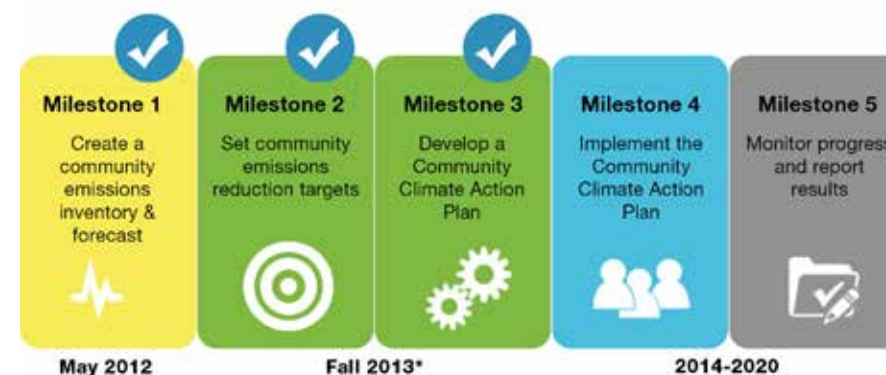 Milestone 1
Create a
community
emissions
inventory &
forecast
Milestone 2
Set community
emissions
reduction targets
Milestone 3
Develop a
Community
Climate Action
Plan
Milestone 4
Implement the
Community
Climate Action
Plan
Milestone 5
Monitor progress
and report
results
May 2012
Fall 2013*
2014-2020